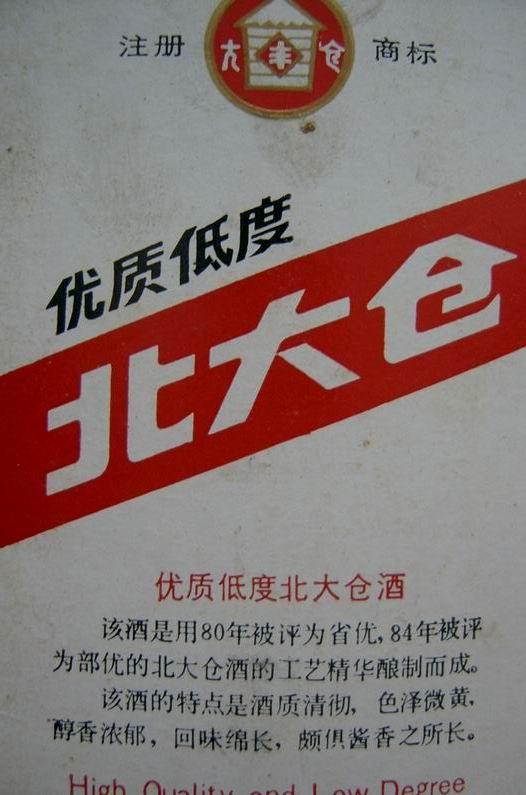 注册 大丰仓 商标
优质低度
北大仓
优质低度北大仓酒
该酒是用80年被评为省优,84年被评
为部优的北大仓酒的工艺精华酿制而成。
该酒的特点是酒质清彻，色泽微黄,
醇香浓郁，回味绵长，颇俱酱香之所长。
High Quality and Low Degree